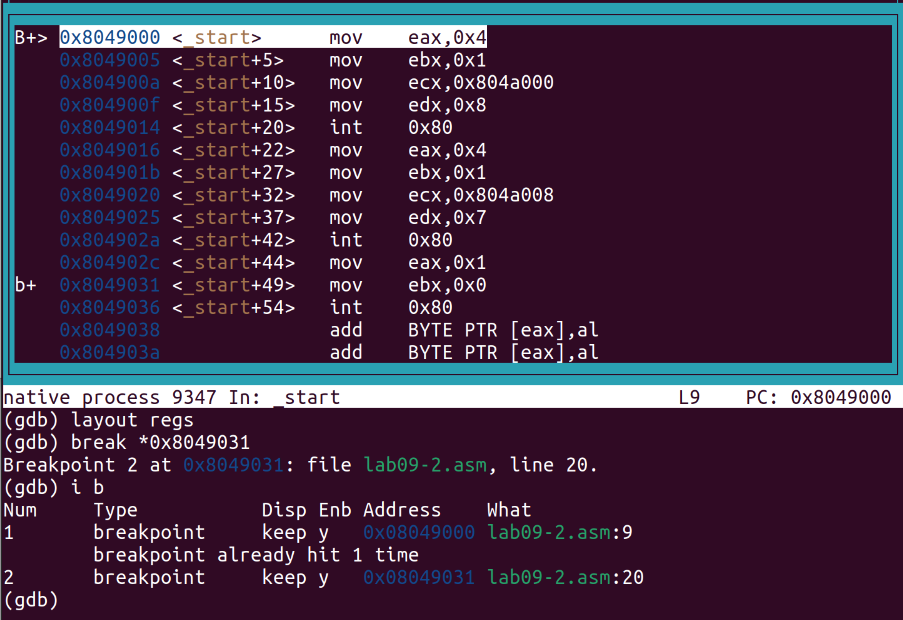 B+> 0x8049000 <_start> mov eax,0x4
0x8049005 <_start+5> mov ebx,0x1
0x804900a <_start+10> mov ecx,0x804a000
0x804900f <_start+15> mov edx,0x8
0x8049014 <_start+20> int 0x80
0x8049016 <_start+22> mov eax,0x4
0x804901b <_start+27> mov ebx,0x1
0x8049020 <_start+32> mov ecx,0x804a008
0x8049025 <_start+37> mov edx,0x7
0x804902a <_start+42> int 0x80
0x804902c <_start+44> mov eax,0x1
b+ 0x8049031 <_start+49> mov ebx,0x0
0x8049036 <_start+54> int 0x80
0x8049038 add BYTE PTR [eax],al
0x804903a add BYTE PTR [eax],al
native process 9347 In: _start L9 PC: 0x8049000
(gdb) layout regs
(gdb) break *0x8049031
Breakpoint 2 at 0x8049031: file lab09-2.asm, line 20.
(gdb) i b
Num Type Disp Enb Address What
1 breakpoint keep y 0x08049000 lab09-2.asm:9
breakpoint already hit 1 time
2 breakpoint keep y 0x08049031 lab09-2.asm:20
(gdb)